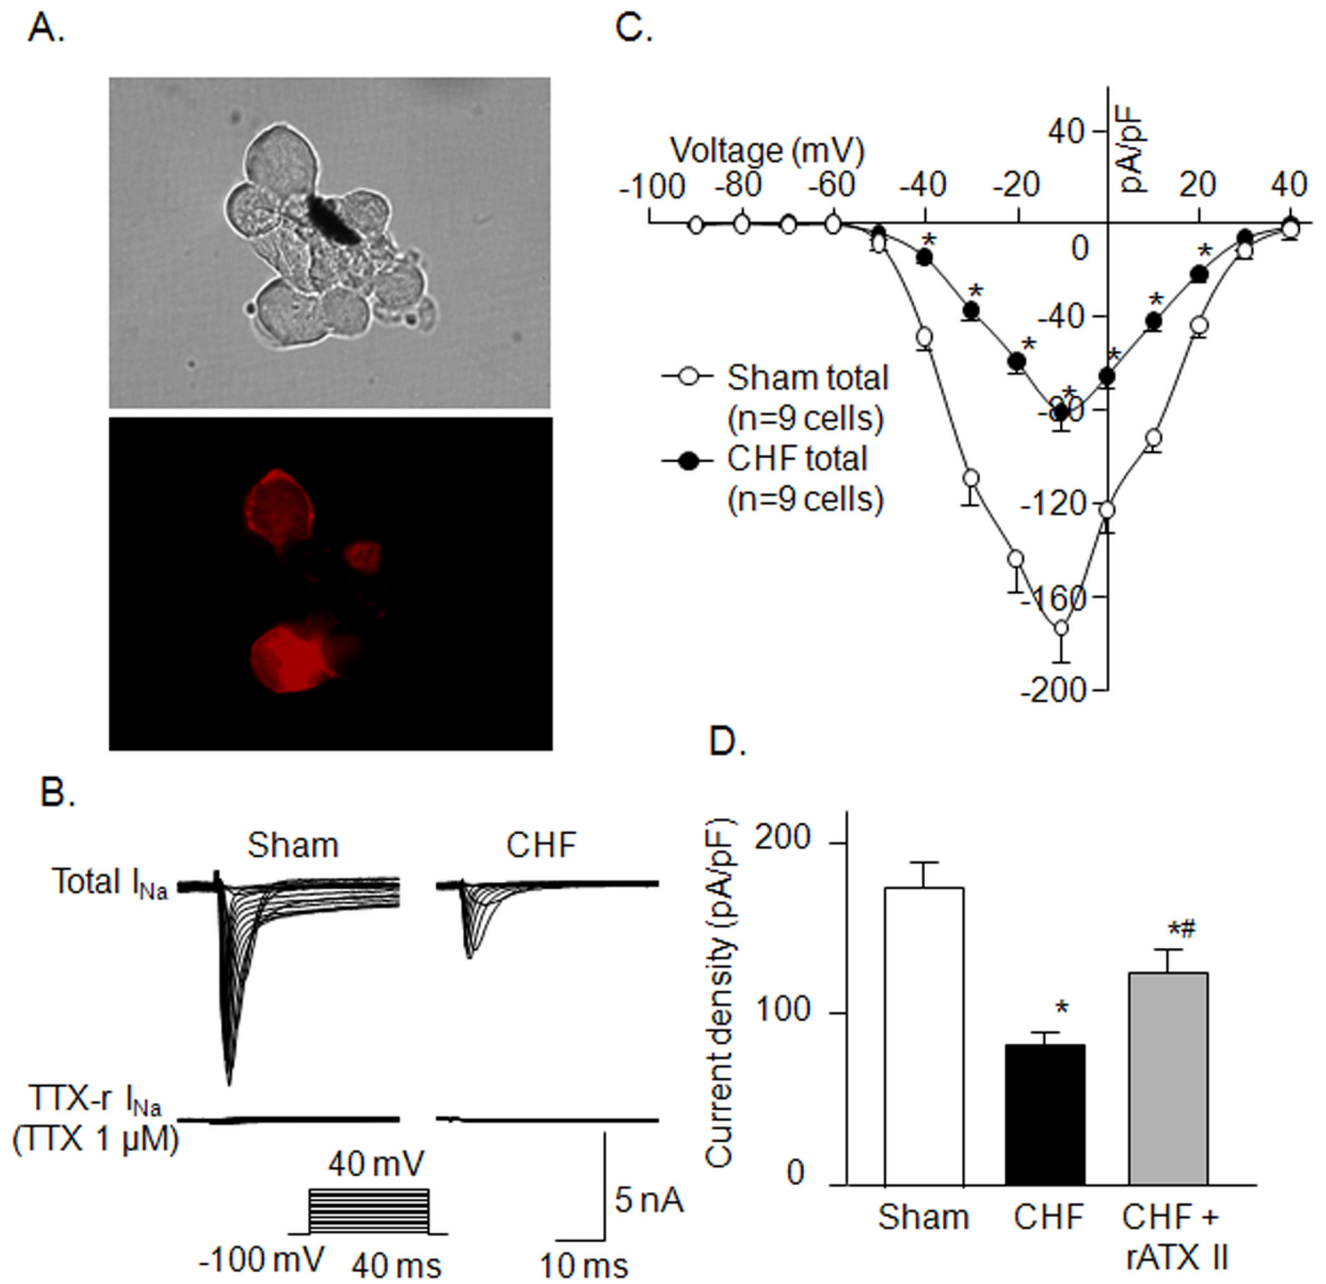 A.
C.
40
pA/pF
Voltage (mV)
-100 -80 -60 -40 -20 20 40
0
*
*
*
*
*
*
*
-40
-80
-120
-160
-200
Sham total
(n=9 cells)
CHF total
(n=9 cells)
B.
Sham CHF
Total INa
TTX-r INa
(TTX 1 µM)
40 mV
-100 mV 40 ms
5 nA
10 ms
D.
Current density (pA/pF)
200
100
0
*
*#
Sham CHF CHF +
rATX II